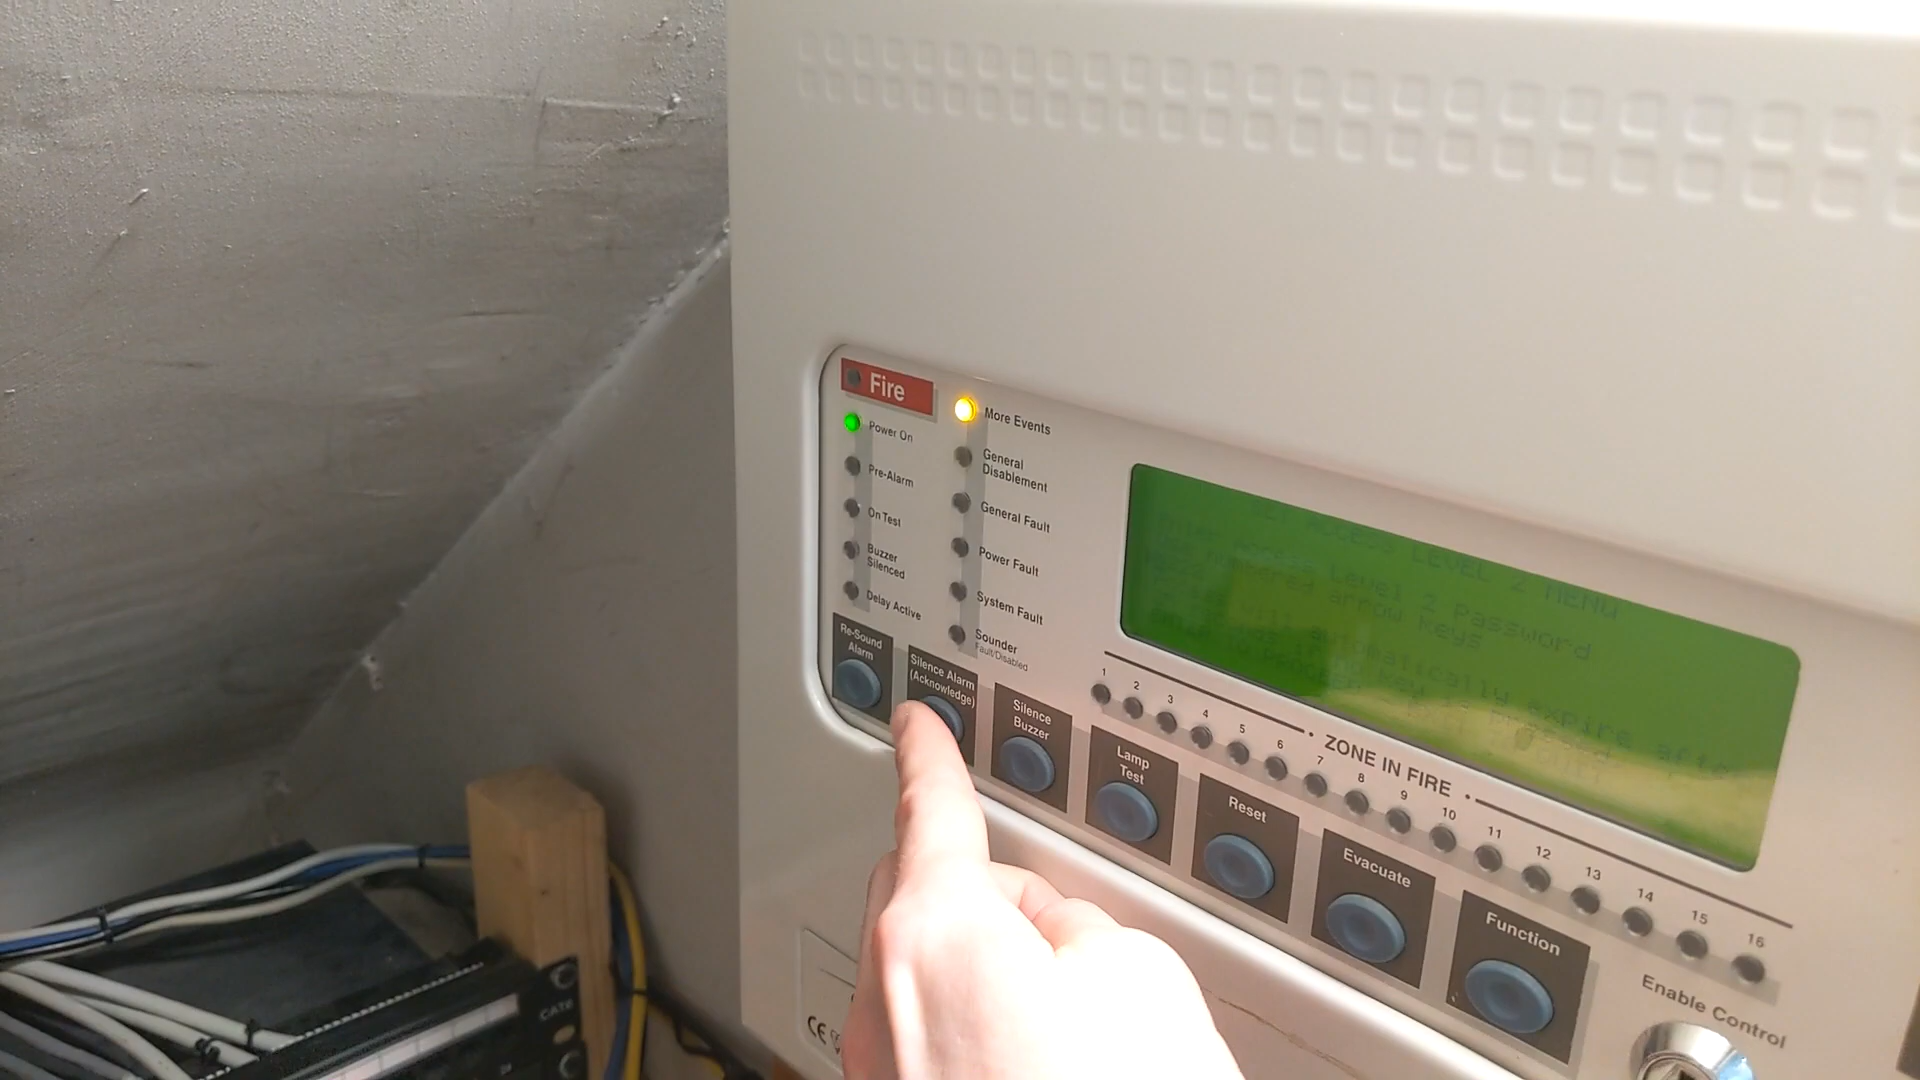 Fire
Power On
Pre-Alarm
On Test
Buzzer
Silenced
Delay Active
More Events
General
Disablement
General Fault
Power Fault
System Fault
Sounder
Fault/Disabled
LEVEL 2 MENU
Level 2 Password
arrow keys
automatically expire
Re-Sound
Alarm
Silence Alarm
(Acknowledge)
Silence
Buzzer
Lamp
Test
Reset
Evacuate
Function
1 2 3 4 5 6 7 8 9 10 11 12 13 14 15 16
ZONE IN FIRE
Enable Control
CE
CAT6
24